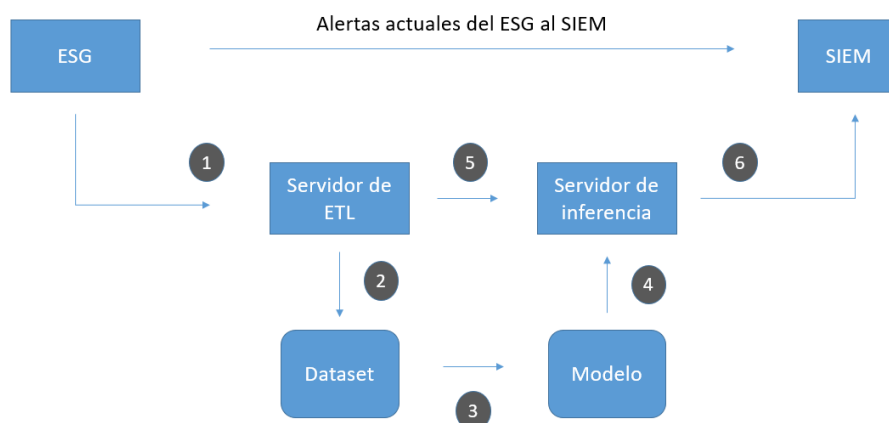 Alertas actuales del ESG al SIEM
ESG
SIEM
1
5
6
Servidor de
ETL
Servidor de
inferencia
2
4
Dataset
Modelo
3